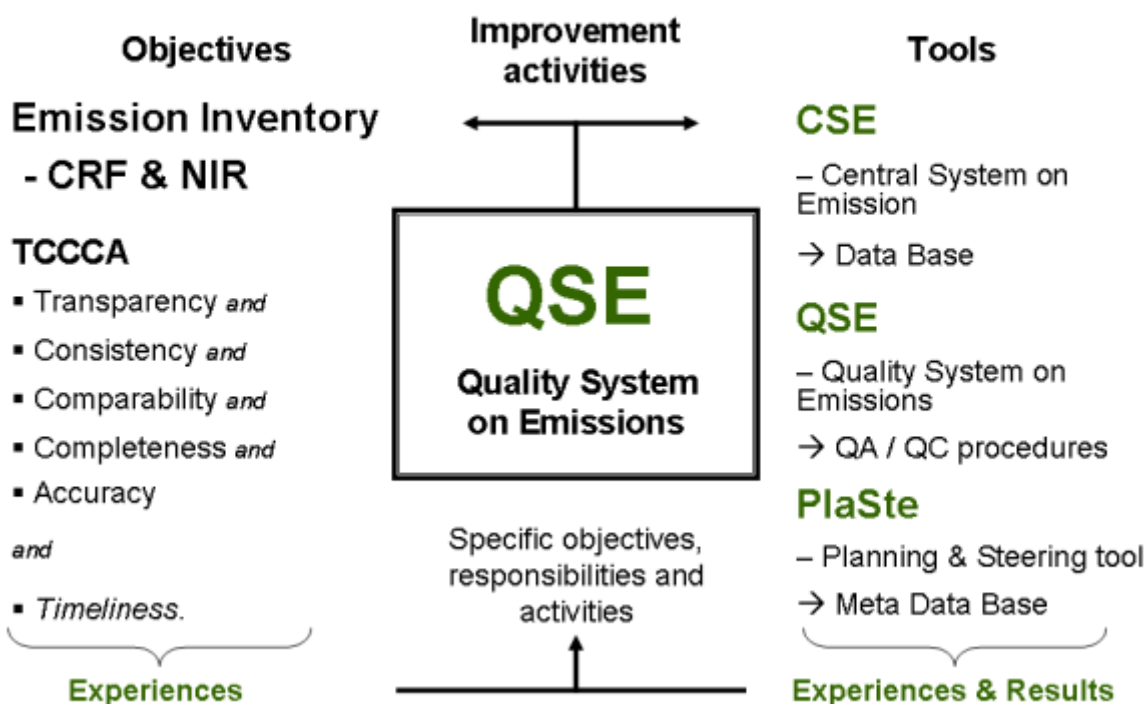 Objectives
Emission Inventory
- CRF & NIR
TCCCA
▪ Transparency and
▪ Consistency and
▪ Comparability and
▪ Completeness and
▪ Accuracy
and
▪ Timeliness.
Experiences
Improvement
activities
QSE
Quality System
on Emissions
Specific objectives,
responsibilities and
activities
Tools
CSE
– Central System on
Emission
→ Data Base
QSE
– Quality System on
Emissions
→ QA / QC procedures
PlaSte
– Planning & Steering tool
→ Meta Data Base
Experiences & Results